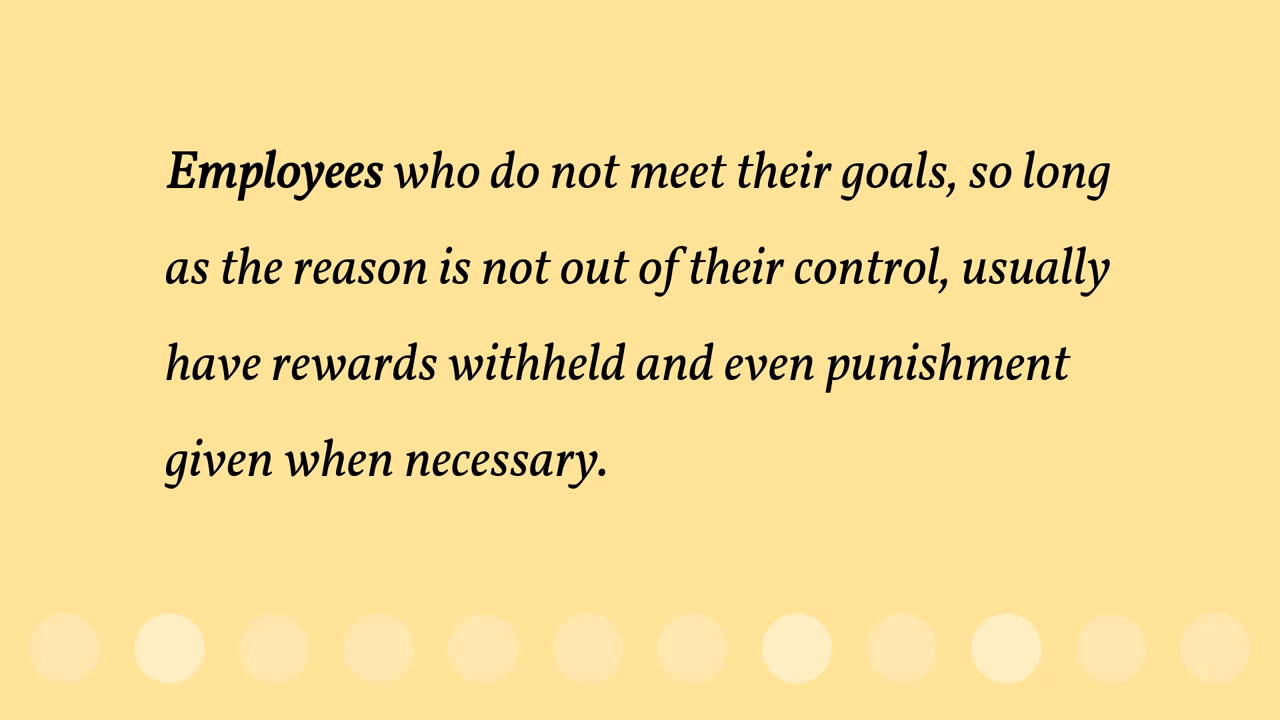 Employees who do not meet their goals, so long
as the reason is not out of their control, usually
have rewards withheld and even punishment
given when necessary.